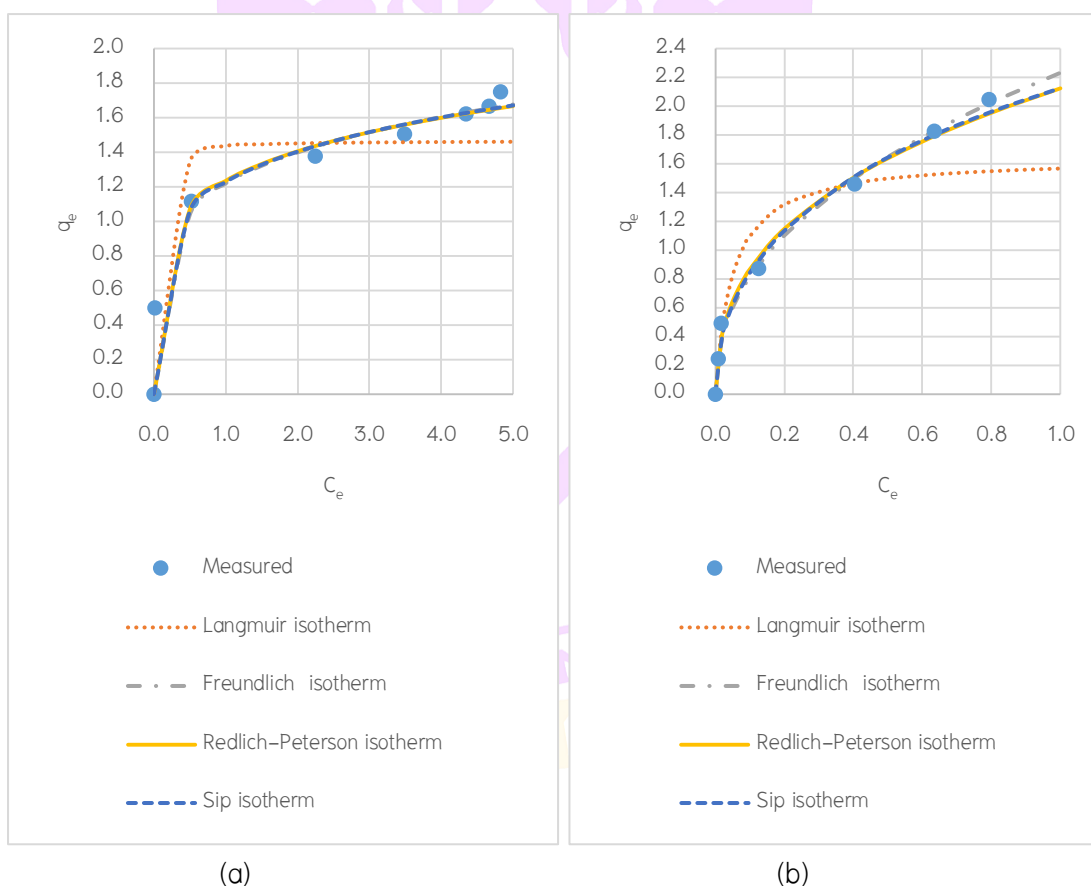 2.0
1.8
1.6
1.4
1.2
1.0
0.8
0.6
0.4
0.2
0.0
qe
0.0 1.0 2.0 3.0 4.0 5.0
Ce
Measured
Langmuir isotherm
Freundlich isotherm
Redlich–Peterson isotherm
Sip isotherm
(a)
2.4
2.2
2.0
1.8
1.6
1.4
1.2
1.0
0.8
0.6
0.4
0.2
0.0
qe
0.0 0.2 0.4 0.6 0.8 1.0
Ce
Measured
Langmuir isotherm
Freundlich isotherm
Redlich–Peterson isotherm
Sip isotherm
(b)